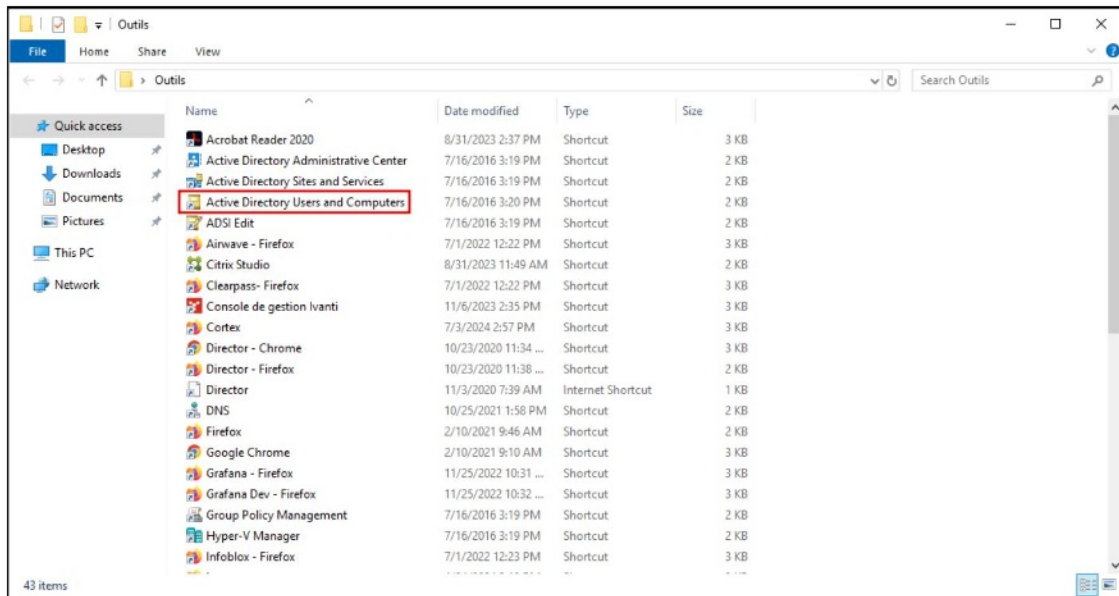 Outils
File Home Share View
Outils
Search Outils
Name Date modified Type Size
Quick access
Desktop
Downloads
Documents
Pictures
This PC
Network
Acrobat Reader 2020 8/31/2023 2:37 PM Shortcut 3 KB
Active Directory Administrative Center 7/16/2016 3:19 PM Shortcut 2 KB
Active Directory Sites and Services 7/16/2016 3:19 PM Shortcut 2 KB
Active Directory Users and Computers 7/16/2016 3:20 PM Shortcut 2 KB
ADSI Edit 7/16/2016 3:19 PM Shortcut 2 KB
Airwave - Firefox 7/1/2022 12:22 PM Shortcut 3 KB
Citrix Studio 8/31/2023 11:49 AM Shortcut 2 KB
Clearpass- Firefox 7/1/2022 12:22 PM Shortcut 3 KB
Console de gestion Ivanti 11/6/2023 2:35 PM Shortcut 3 KB
Cortex 7/3/2024 2:57 PM Shortcut 3 KB
Director - Chrome 10/23/2020 11:34 ... Shortcut 3 KB
Director - Firefox 10/23/2020 11:38 ... Shortcut 2 KB
Director 11/3/2020 7:39 AM Internet Shortcut 1 KB
DNS 10/25/2021 1:58 PM Shortcut 2 KB
Firefox 2/10/2021 9:46 AM Shortcut 2 KB
Google Chrome 2/10/2021 9:10 AM Shortcut 3 KB
Grafana - Firefox 11/25/2022 10:31 ... Shortcut 3 KB
Grafana Dev - Firefox 11/25/2022 10:32 ... Shortcut 3 KB
Group Policy Management 7/16/2016 3:19 PM Shortcut 2 KB
Hyper-V Manager 7/16/2016 3:19 PM Shortcut 2 KB
Infoblox - Firefox 7/1/2022 12:23 PM Shortcut 3 KB
43 items